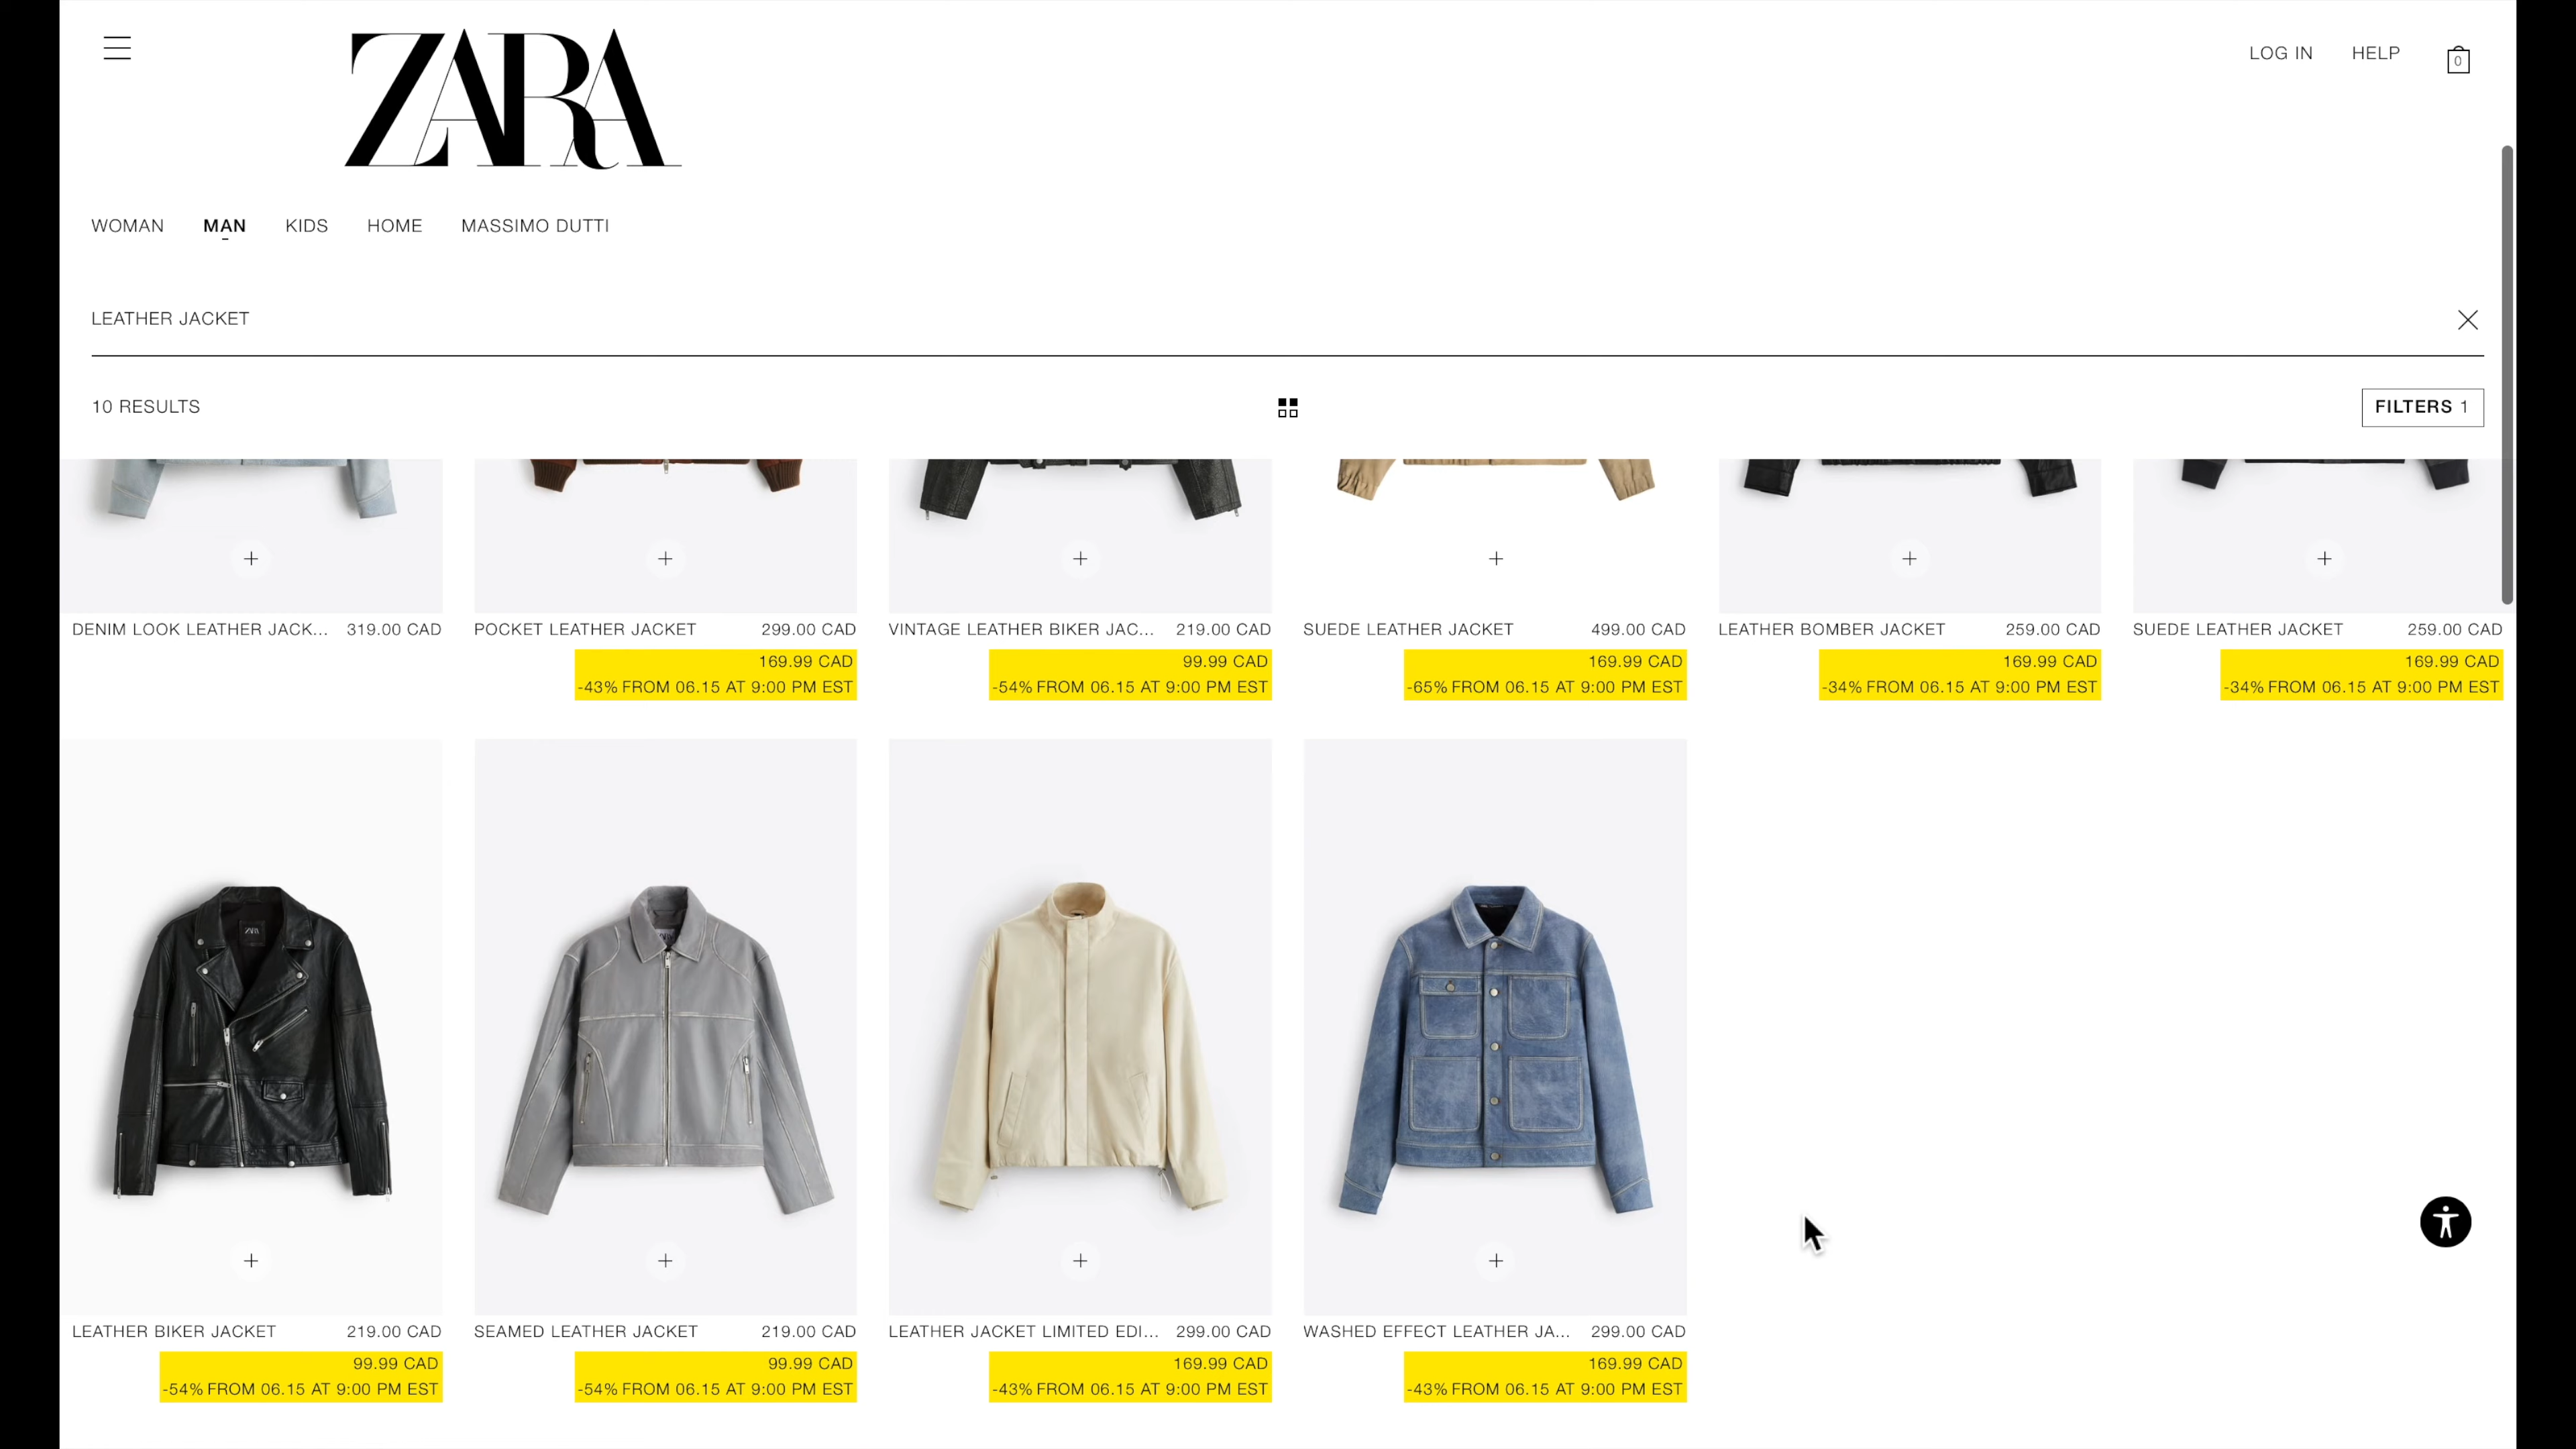 ZARA
LOG IN
HELP
0
WOMAN
MAN
KIDS
HOME
MASSIMO DUTTI
LEATHER JACKET
10 RESULTS
FILTERS 1
DENIM LOOK LEATHER JACK... 319.00 CAD
POCKET LEATHER JACKET 299.00 CAD
169.99 CAD
-43% FROM 06.15 AT 9:00 PM EST
VINTAGE LEATHER BIKER JAC... 219.00 CAD
99.99 CAD
-54% FROM 06.15 AT 9:00 PM EST
SUEDE LEATHER JACKET 499.00 CAD
169.99 CAD
-65% FROM 06.15 AT 9:00 PM EST
LEATHER BOMBER JACKET 259.00 CAD
169.99 CAD
-34% FROM 06.15 AT 9:00 PM EST
SUEDE LEATHER JACKET 259.00 CAD
169.99 CAD
-34% FROM 06.15 AT 9:00 PM EST
ZARA
LEATHER BIKER JACKET 219.00 CAD
99.99 CAD
-54% FROM 06.15 AT 9:00 PM EST
SEAMED LEATHER JACKET 219.00 CAD
99.99 CAD
-54% FROM 06.15 AT 9:00 PM EST
LEATHER JACKET LIMITED EDI... 299.00 CAD
169.99 CAD
-43% FROM 06.15 AT 9:00 PM EST
WASHED EFFECT LEATHER JA... 299.00 CAD
169.99 CAD
-43% FROM 06.15 AT 9:00 PM EST